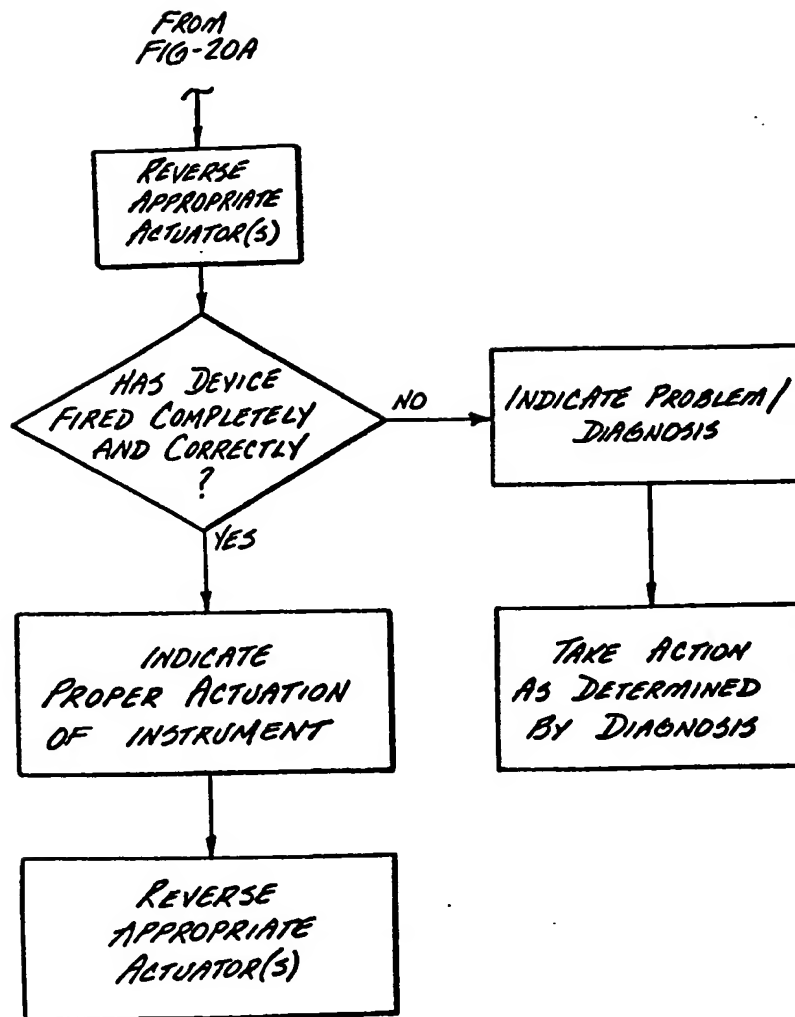 FROM
FIG-20A
REVERSE
APPROPRIATE
ACTUATOR(S)
HAS DEVICE
FIRED COMPLETELY
AND CORRECTLY
?
NO
INDICATE PROBLEM/
DIAGNOSIS
YES
INDICATE
PROPER ACTUATION
OF INSTRUMENT
TAKE ACTION
AS DETERMINED
BY DIAGNOSIS
REVERSE
APPROPRIATE
ACTUATOR(S)